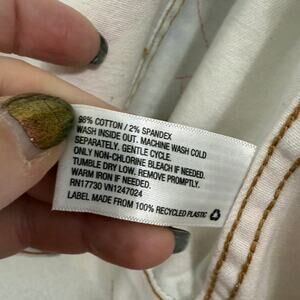 98% COTTON / 2% SPANDEX
WASH INSIDE OUT. MACHINE WASH COLD
SEPARATELY. GENTLE CYCLE.
ONLY NON-CHLORINE BLEACH IF NEEDED.
TUMBLE DRY LOW. REMOVE PROMPTLY.
WARM IRON IF NEEDED.
RN17730 VN1247024
LABEL MADE FROM 100% RECYCLED PLASTIC